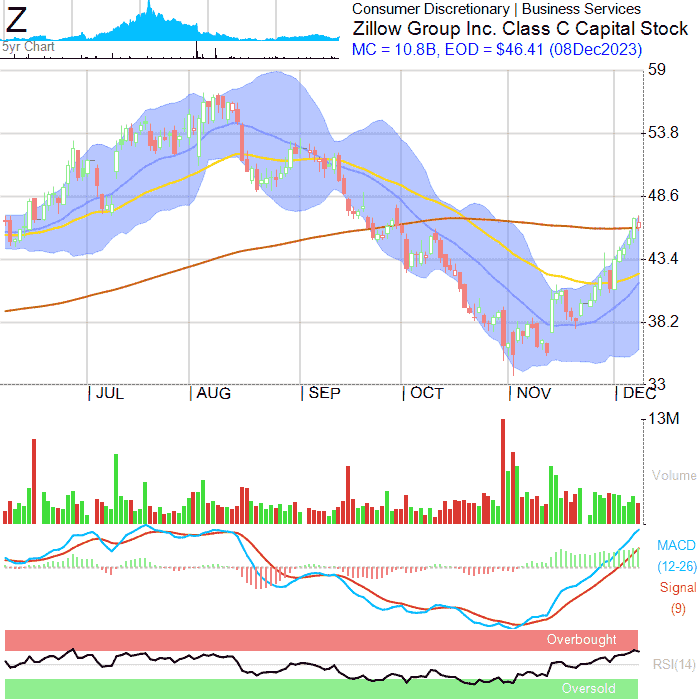 Z
5yr Chart
Consumer Discretionary | Business Services
Zillow Group Inc. Class C Capital Stock
MC = 10.8B, EOD = $46.41 (08Dec2023)
59
53.8
48.6
43.4
38.2
33
| JUL | AUG | SEP | OCT | NOV | DEC
13M
Volume
MACD
(12-26)
Signal
(9)
Overbought
RSI(14)
Oversold